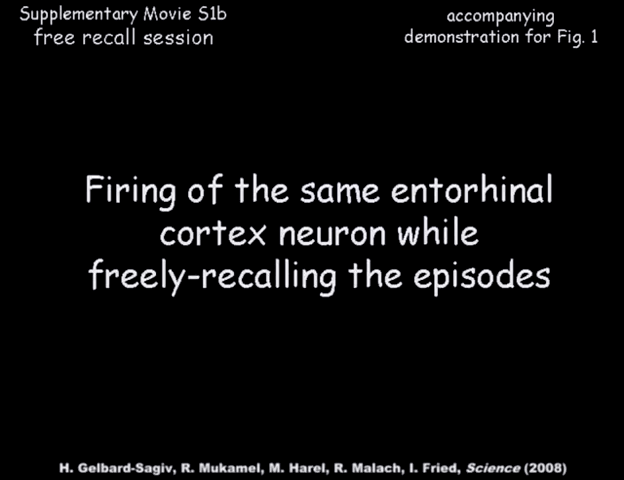 Supplementary Movie S1b
free recall session
accompanying
demonstration for Fig. 1
Firing of the same entorhinal
cortex neuron while
freely-recalling the episodes
H. Gelbard-Sagiv, R. Mukamel, M. Harel, R. Malach, I. Fried, Science (2008)